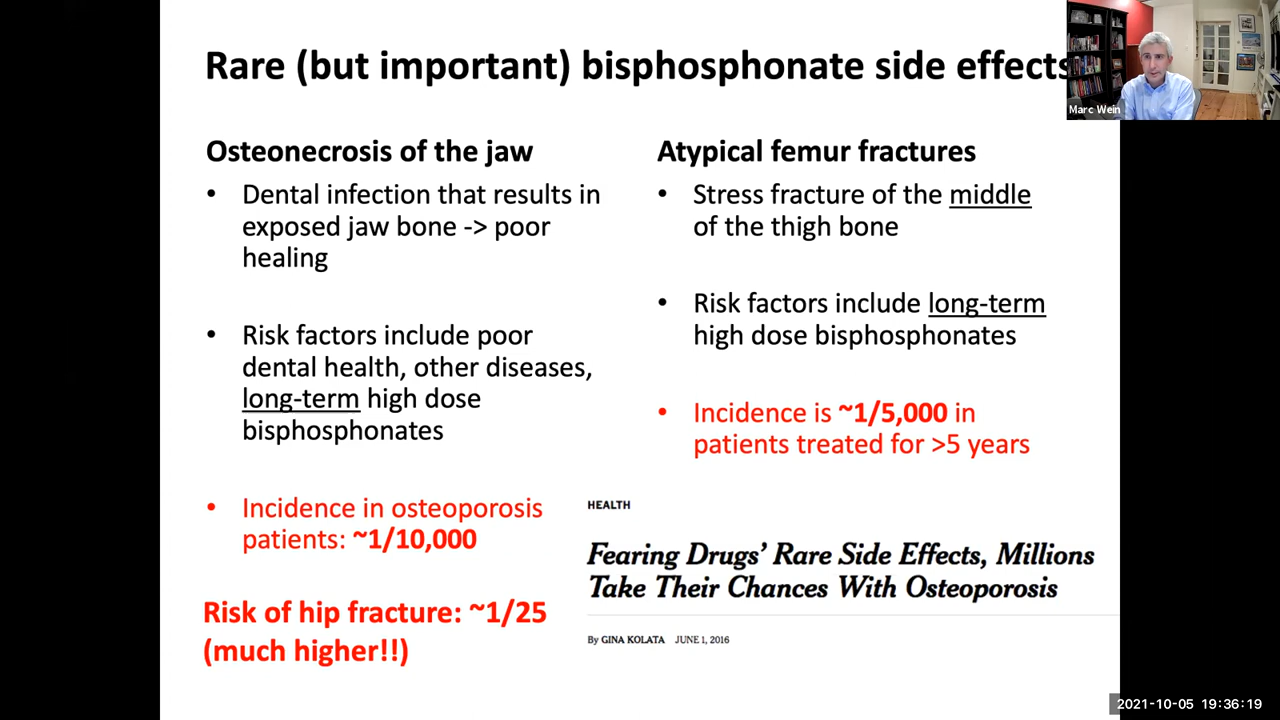 Rare (but important) bisphosphonate side effects
Marc Wein
Osteonecrosis of the jaw
• Dental infection that results in
exposed jaw bone -> poor
healing
• Risk factors include poor
dental health, other diseases,
long-term high dose
bisphosphonates
• Incidence in osteoporosis
patients: ~1/10,000
Risk of hip fracture: ~1/25
(much higher!!)
Atypical femur fractures
• Stress fracture of the middle
of the thigh bone
• Risk factors include long-term
high dose bisphosphonates
• Incidence is ~1/5,000 in
patients treated for >5 years
HEALTH
Fearing Drugs’ Rare Side Effects, Millions
Take Their Chances With Osteoporosis
By GINA KOLATA JUNE 1, 2016
2021-10-05 19:36:19